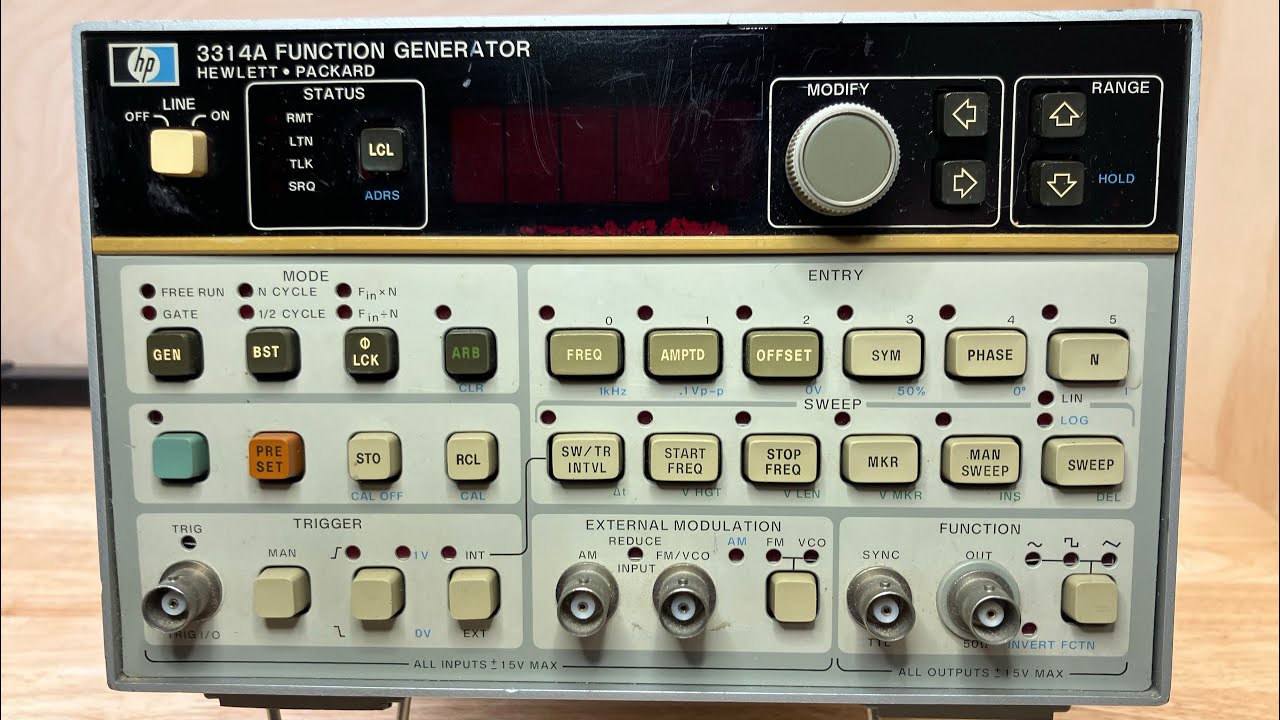 hp
3314A FUNCTION GENERATOR
HEWLETT • PACKARD
LINE
OFF ON
STATUS
RMT
LTN
TLK
SRQ
LCL
ADRS
MODIFY
RANGE
HOLD
MODE
FREE RUN N CYCLE Fin×N
GATE 1/2 CYCLE Fin÷N
GEN BST Φ LCK ARB
CLR
ENTRY
0 1 2 3 4 5
FREQ AMPTD OFFSET SYM PHASE N
1kHz .1Vp-p 0V 50% 0° 1
SWEEP
LIN
LOG
PRE SET STO RCL
CAL OFF CAL
SW/TR INTVL START FREQ STOP FREQ MKR MAN SWEEP SWEEP
Δt V HGT V LEN V MKR INS DEL
TRIGGER
TRIG
MAN 1V INT
TRIG I/O 0V EXT
EXTERNAL MODULATION
REDUCE
AM FM/VCO AM FM VCO
INPUT
FUNCTION
SYNC OUT
TTL 50Ω INVERT FCTN
ALL INPUTS ±15V MAX
ALL OUTPUTS ±15V MAX